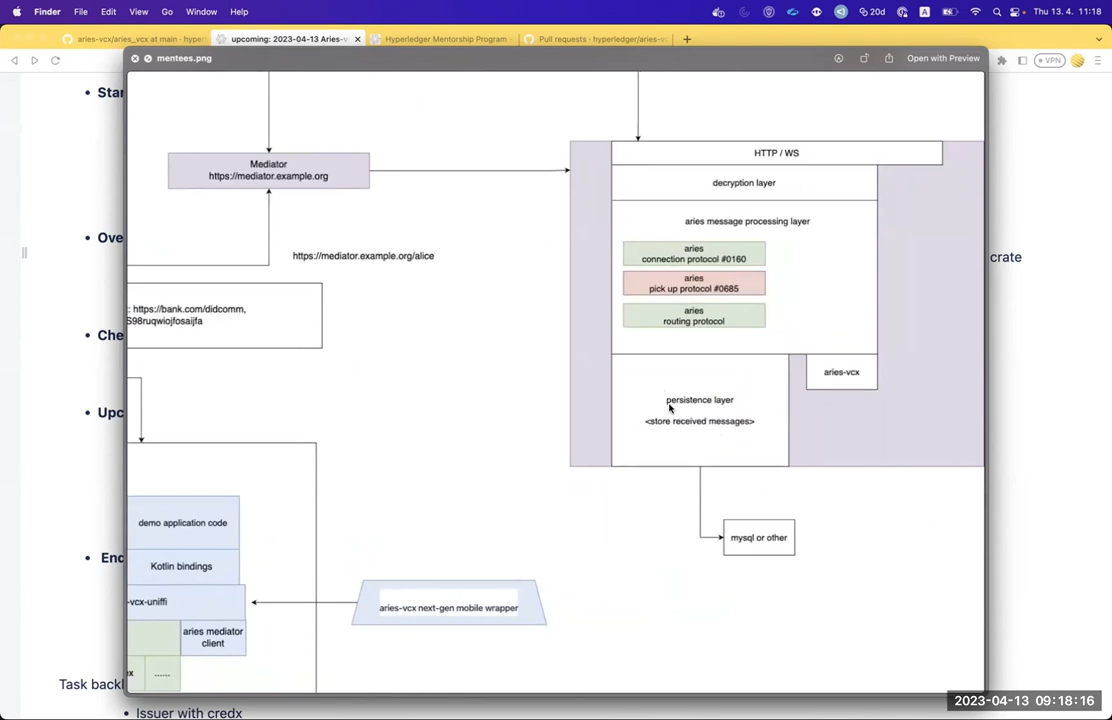 Finder File Edit View Go Window Help
20d
A
Thu 13. 4. 11:18
aries-vcx/aries_vcx at main · hyperl
upcoming: 2023-04-13 Aries-v
Hyperledger Mentorship Program
Pull requests · hyperledger/aries-v
VPN
mentees.png
Open with Preview
Star
Mediator
https://mediator.example.org
HTTP / WS
decryption layer
aries message processing layer
aries
connection protocol #0160
aries
pick up protocol #0685
aries
routing protocol
Ove
https://mediator.example.org/alice
crate
: https://bank.com/didcomm,
S98ruqwiojfosaijfa
Che
aries-vcx
persistence layer
<store received messages>
Upc
mysql or other
demo application code
End
Kotlin bindings
-vcx-uniffi
aries-vcx next-gen mobile wrapper
aries mediator
client
ex
......
Task backl
Issuer with credx
2023-04-13 09:18:16